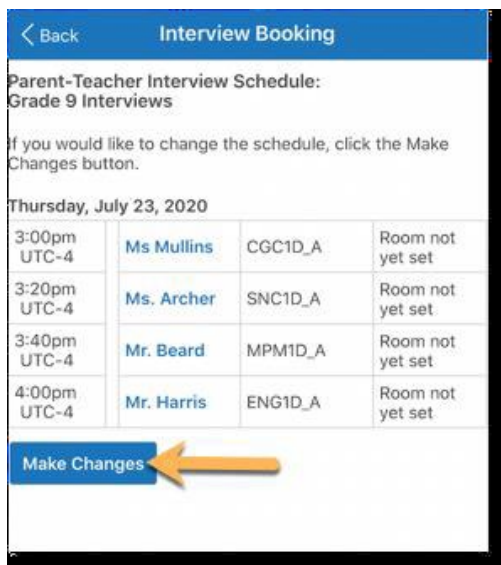 Back Interview Booking
Parent-Teacher Interview Schedule:
Grade 9 Interviews
If you would like to change the schedule, click the Make
Changes button.
Thursday, July 23, 2020
3:00pm UTC-4 Ms Mullins CGC1D_A Room not yet set
3:20pm UTC-4 Ms. Archer SNC1D_A Room not yet set
3:40pm UTC-4 Mr. Beard MPM1D_A Room not yet set
4:00pm UTC-4 Mr. Harris ENG1D_A Room not yet set
Make Changes